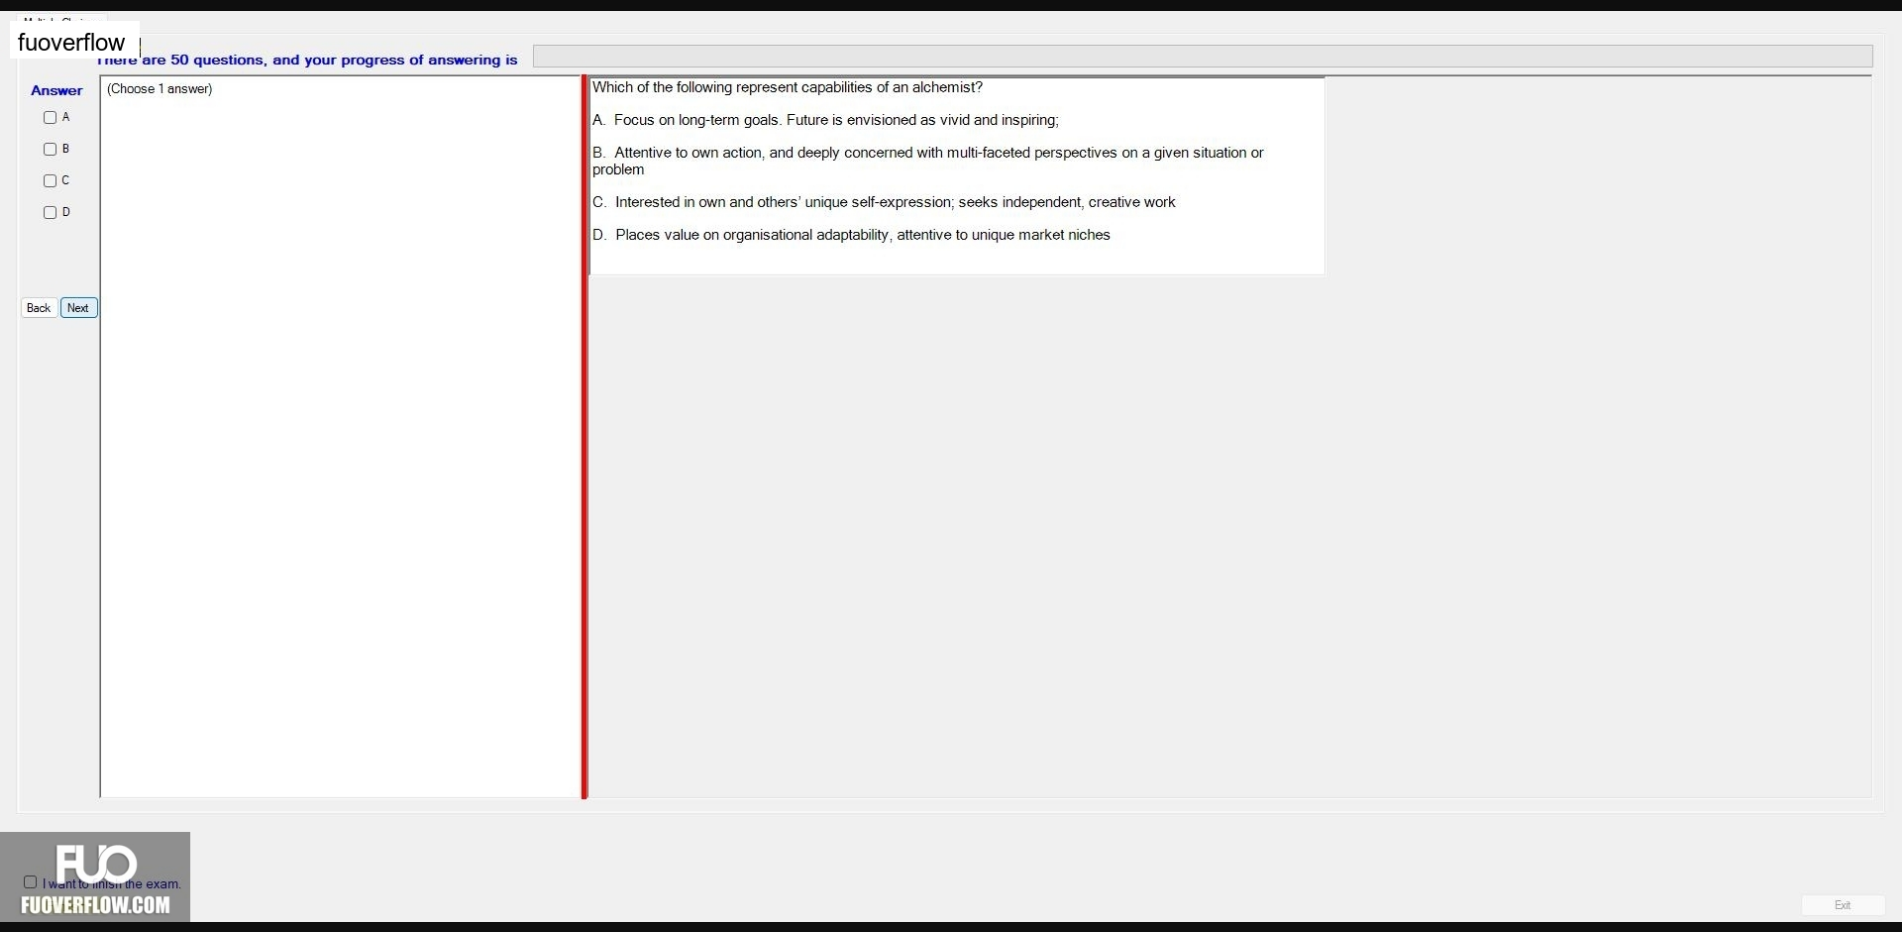 fuoverflow
There are 50 questions, and your progress of answering is
Answer
(Choose 1 answer)
A
B
C
D
Back
Next
Which of the following represent capabilities of an alchemist?
A. Focus on long-term goals. Future is envisioned as vivid and inspiring;
B. Attentive to own action, and deeply concerned with multi-faceted perspectives on a given situation or
problem
C. Interested in own and others' unique self-expression; seeks independent, creative work
D. Places value on organisational adaptability, attentive to unique market niches
FUO
I want to finish the exam.
FUOVERFLOW.COM
Exit